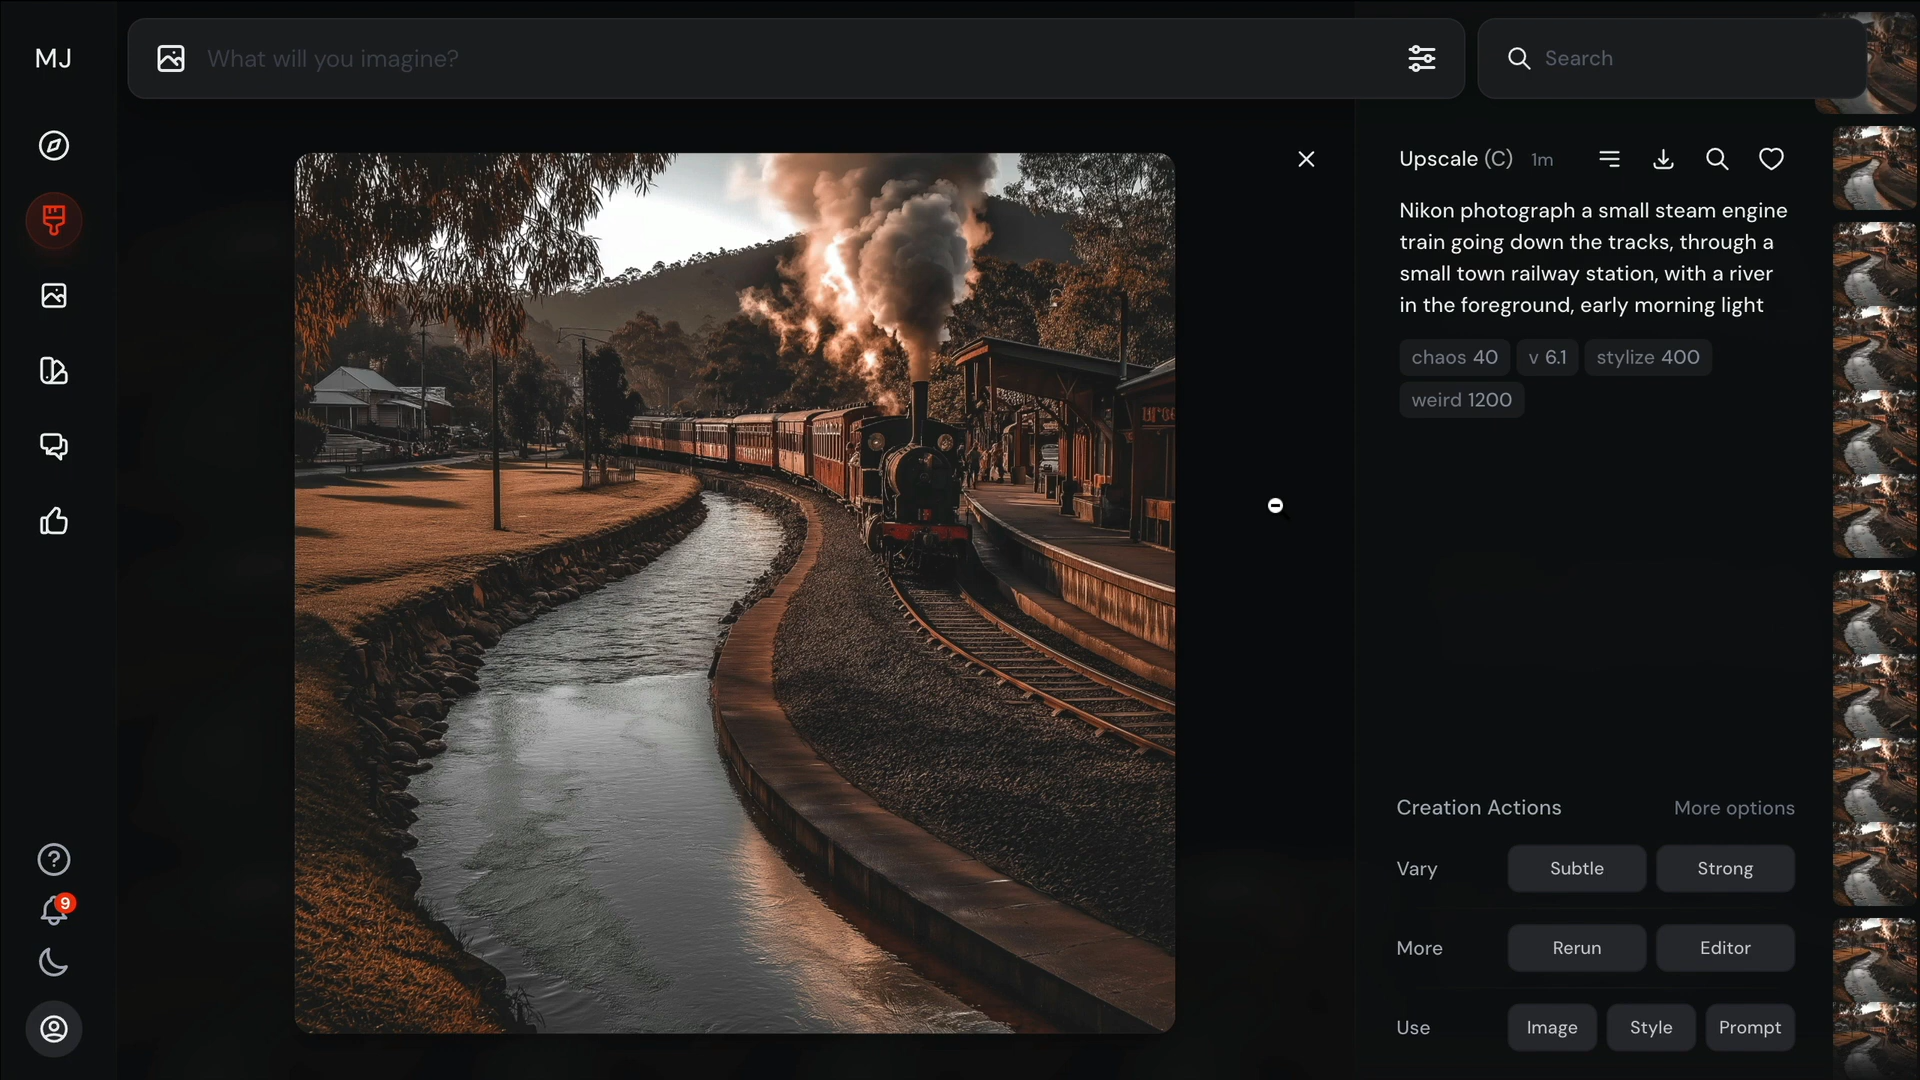 MJ
What will you imagine?
Search
Upscale (C) 1m
Nikon photograph a small steam engine
train going down the tracks, through a
small town railway station, with a river
in the foreground, early morning light
chaos 40 v 6.1 stylize 400
weird 1200
9
Creation Actions More options
Vary Subtle Strong
More Rerun Editor
Use Image Style Prompt